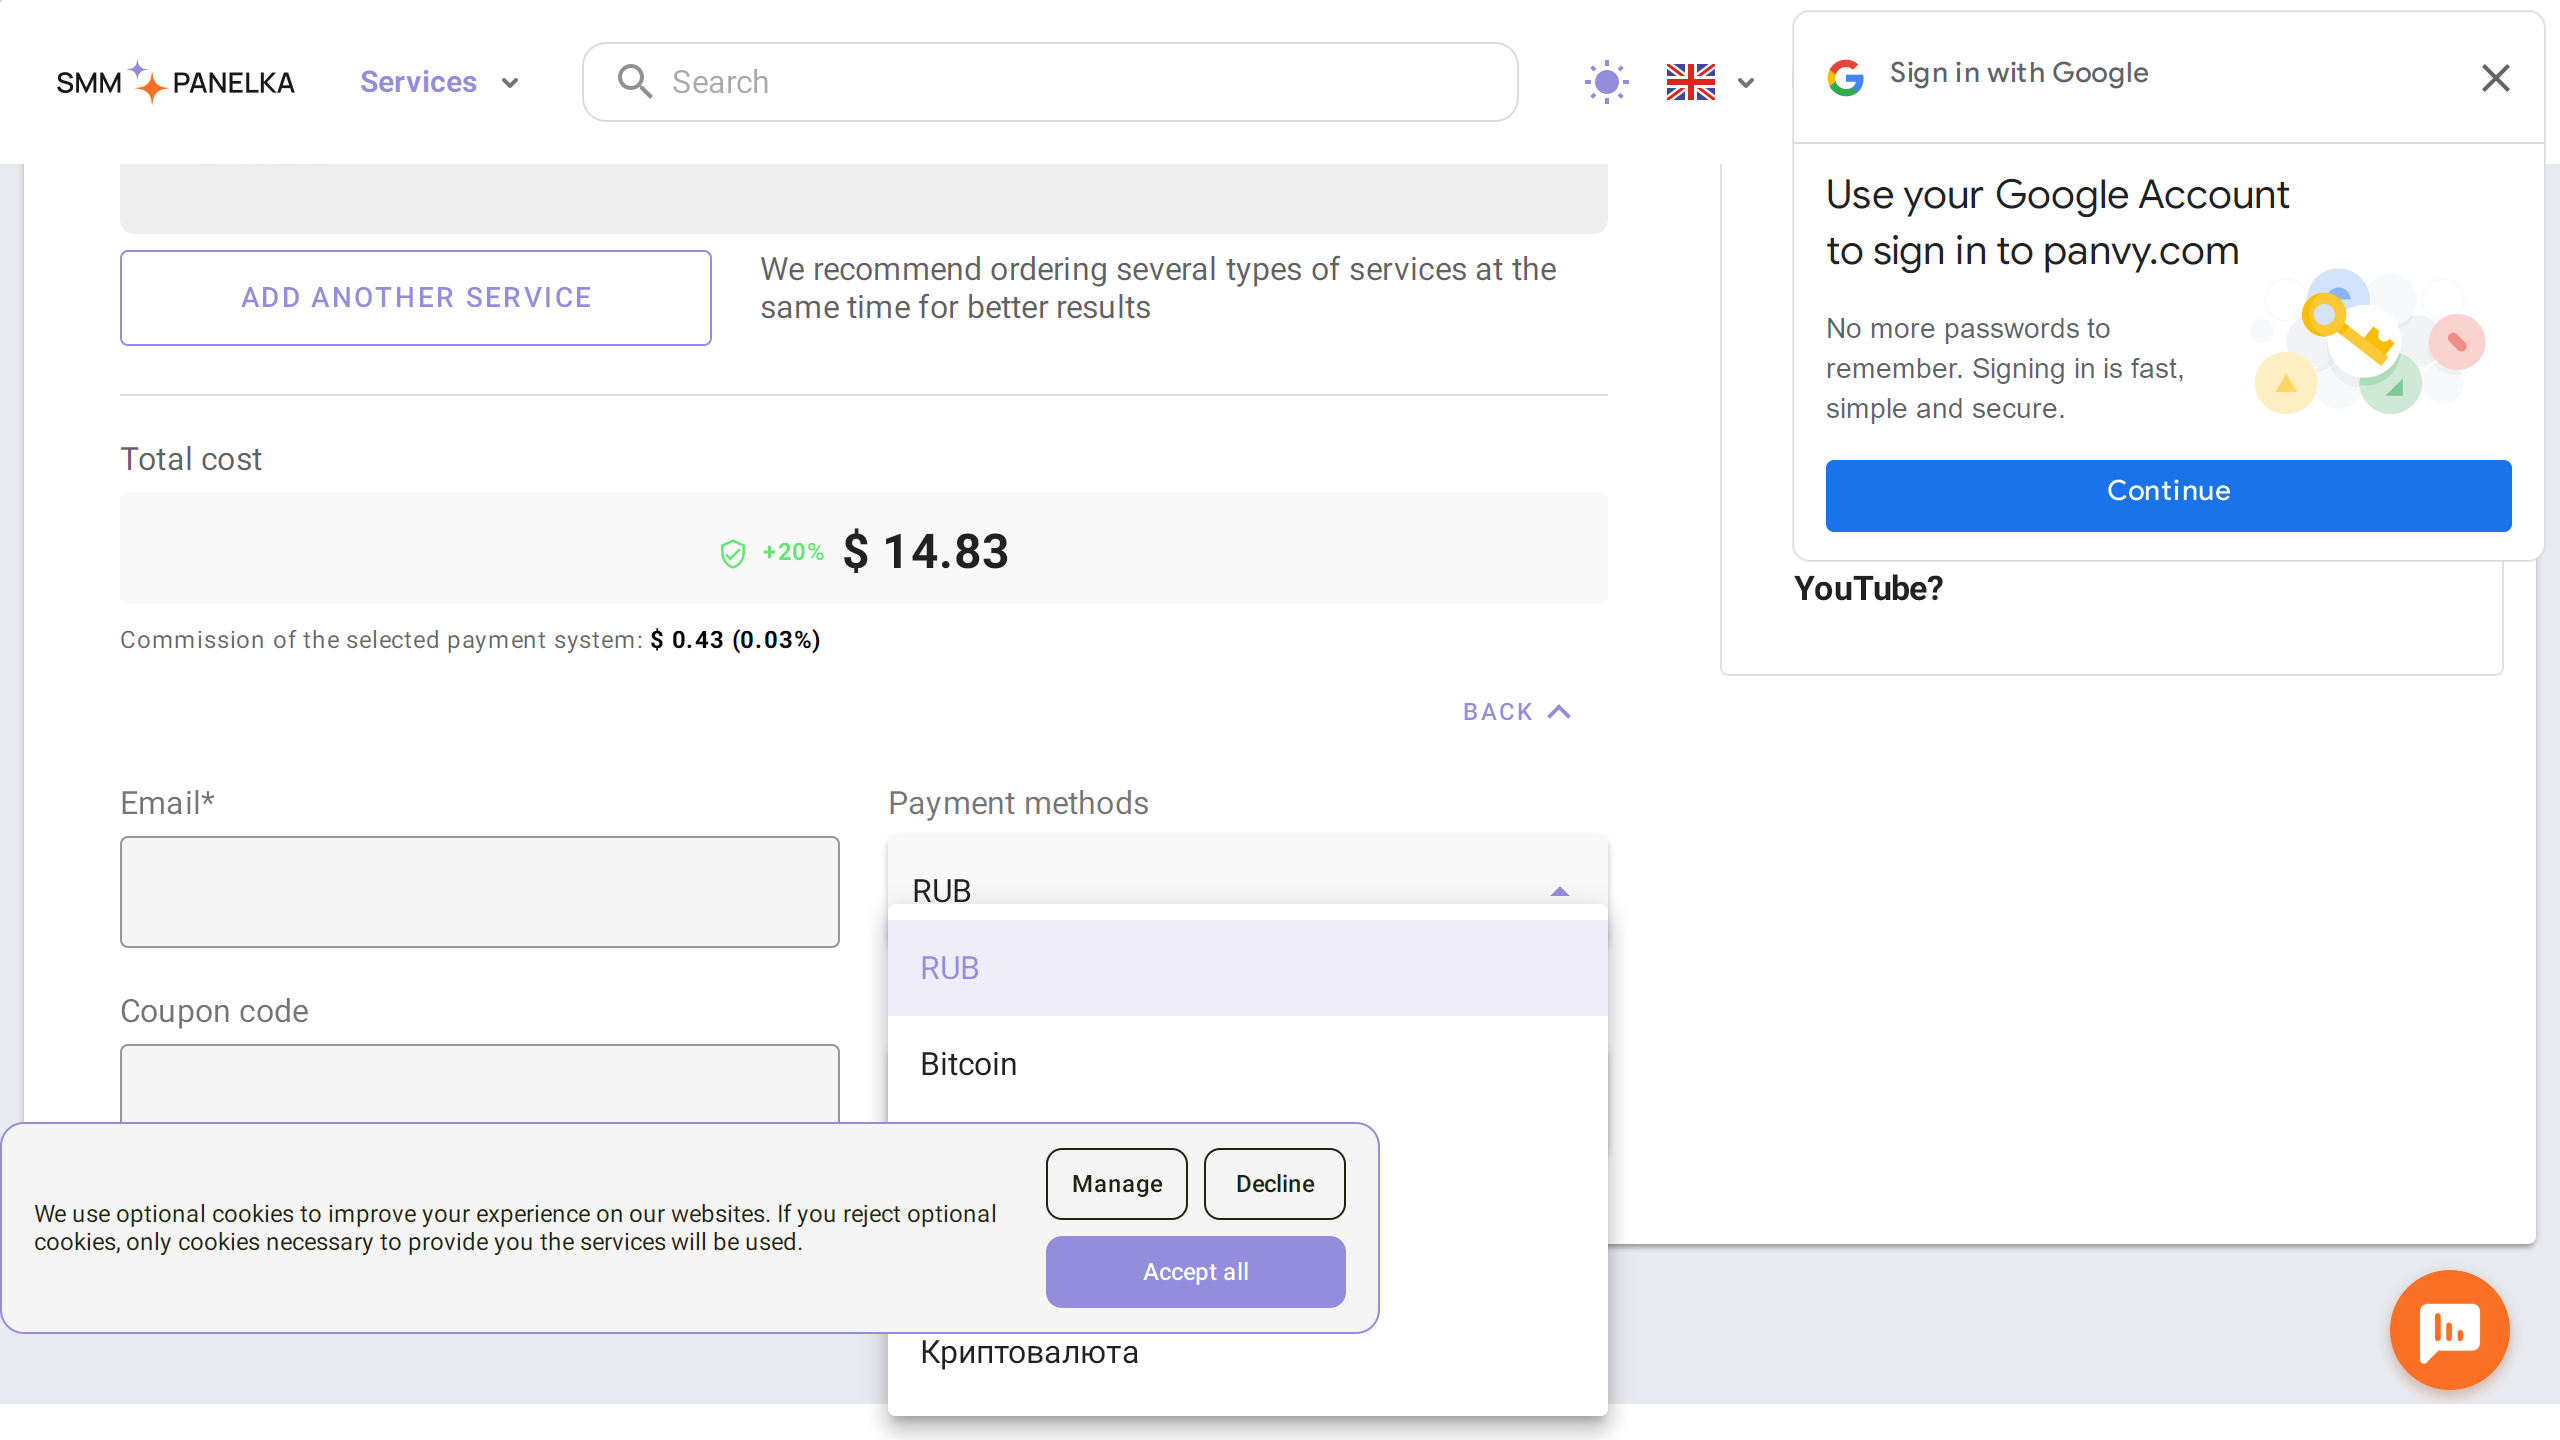 SMM PANELKA
Services
Search
Sign in with Google
Use your Google Account
to sign in to panvy.com
No more passwords to
remember. Signing in is fast,
simple and secure.
Continue
YouTube?
ADD ANOTHER SERVICE
We recommend ordering several types of services at the
same time for better results
Total cost
+20% $ 14.83
Commission of the selected payment system: $ 0.43 (0.03%)
BACK
Email*
Payment methods
RUB
RUB
Bitcoin
Coupon code
We use optional cookies to improve your experience on our websites. If you reject optional
cookies, only cookies necessary to provide you the services will be used.
Manage
Decline
Accept all
Криптовалюта